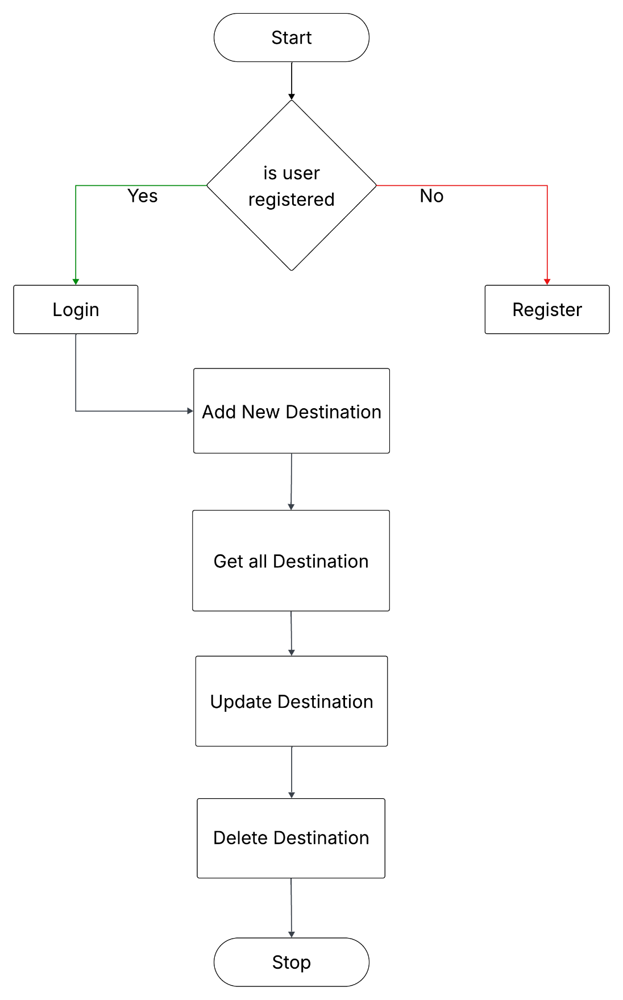 Start
is user
registered
Yes
No
Login
Register
Add New Destination
Get all Destination
Update Destination
Delete Destination
Stop